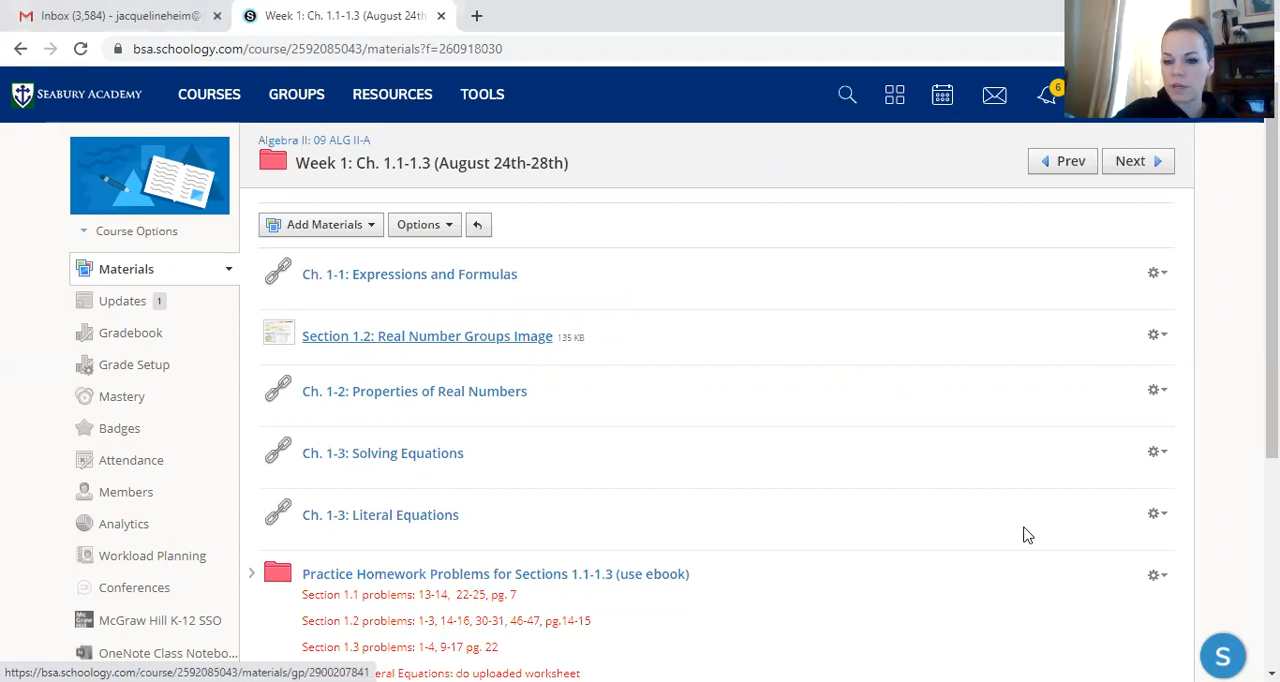 Inbox (3,584) - jacquelineheim@
Week 1: Ch. 1.1-1.3 (August 24th
bsa.schoology.com/course/2592085043/materials?f=260918030
SEABURY ACADEMY
COURSES
GROUPS
RESOURCES
TOOLS
6
Algebra II: 09 ALG II-A
Week 1: Ch. 1.1-1.3 (August 24th-28th)
Prev
Next
Course Options
Add Materials
Options
Materials
Updates 1
Gradebook
Grade Setup
Mastery
Badges
Attendance
Members
Analytics
Workload Planning
Conferences
McGraw Hill K-12 SSO
OneNote Class Notebo...
Ch. 1-1: Expressions and Formulas
Section 1.2: Real Number Groups Image 135 KB
Ch. 1-2: Properties of Real Numbers
Ch. 1-3: Solving Equations
Ch. 1-3: Literal Equations
Practice Homework Problems for Sections 1.1-1.3 (use ebook)
Section 1.1 problems: 13-14, 22-25, pg. 7
Section 1.2 problems: 1-3, 14-16, 30-31, 46-47, pg.14-15
Section 1.3 problems: 1-4, 9-17 pg. 22
eral Equations: do uploaded worksheet
https://bsa.schoology.com/course/2592085043/materials/gp/2900207841
S